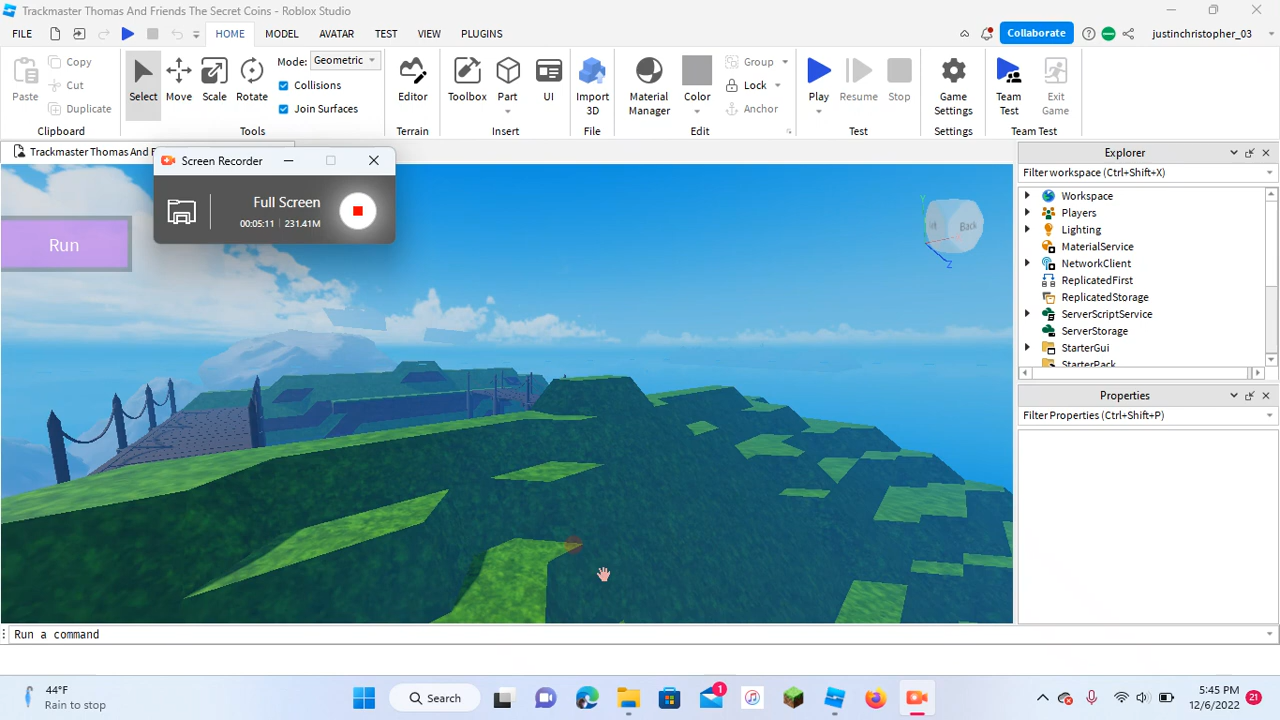 Trackmaster Thomas And Friends The Secret Coins - Roblox Studio
FILE HOME MODEL AVATAR TEST VIEW PLUGINS Collaborate justinchristopher_03
Paste Copy Cut Duplicate
Select Move Scale Rotate
Mode: Geometric
Collisions
Join Surfaces
Editor
Toolbox Part UI
Import 3D
Material Manager
Color
Group
Lock
Anchor
Play Resume Stop
Game Settings
Team Test
Exit Game
Clipboard Tools Terrain Insert File Edit Test Settings Team Test
Trackmaster Thomas And F
Screen Recorder
Full Screen
00:05:11 231.41M
Run
Back
Explorer
Filter workspace (Ctrl+Shift+X)
Workspace
Players
Lighting
MaterialService
NetworkClient
ReplicatedFirst
ReplicatedStorage
ServerScriptService
ServerStorage
StarterGui
StarterPack
Properties
Filter Properties (Ctrl+Shift+P)
Y
Z
Run a command
44°F
Rain to stop
Search
1
5:45 PM
12/6/2022
21